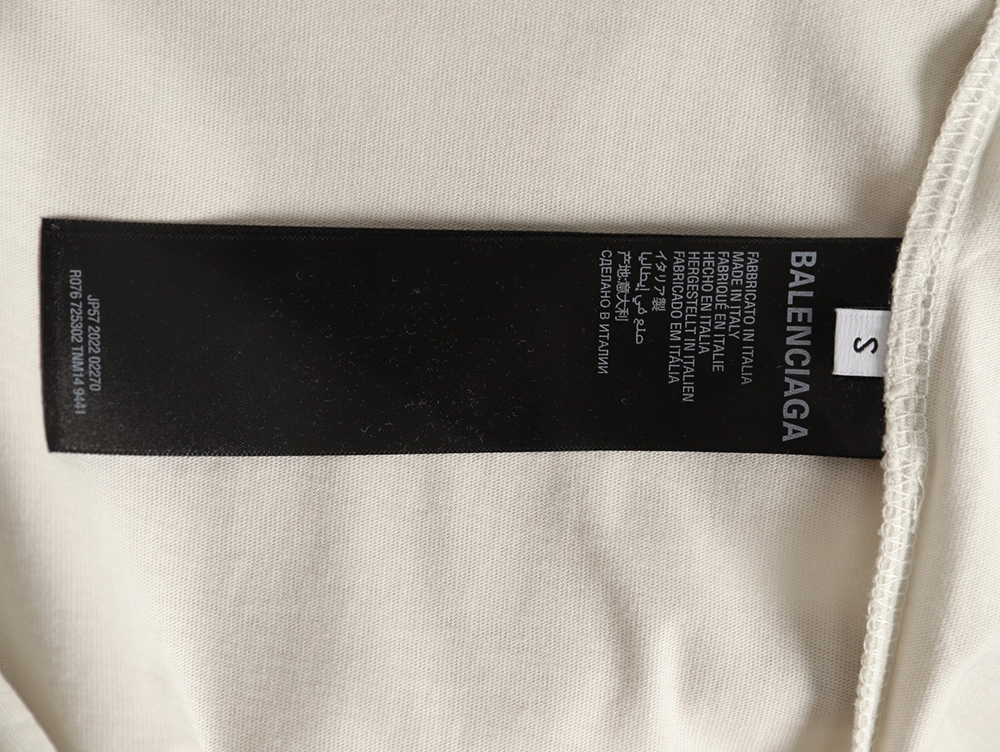 S
BALENCIAGA
FABBRICATO IN ITALIA
MADE IN ITALY
FABRIQUÉ EN ITALIE
HECHO EN ITALIA
HERGESTELLT IN ITALIEN
FABRICADO EM ITÁLIA
イタリア製
صنع في إيطاليا
产地:意大利
СДЕЛАНО В ИТАЛИИ
JP57 2022 02270
R076 725302 TNM14 9441